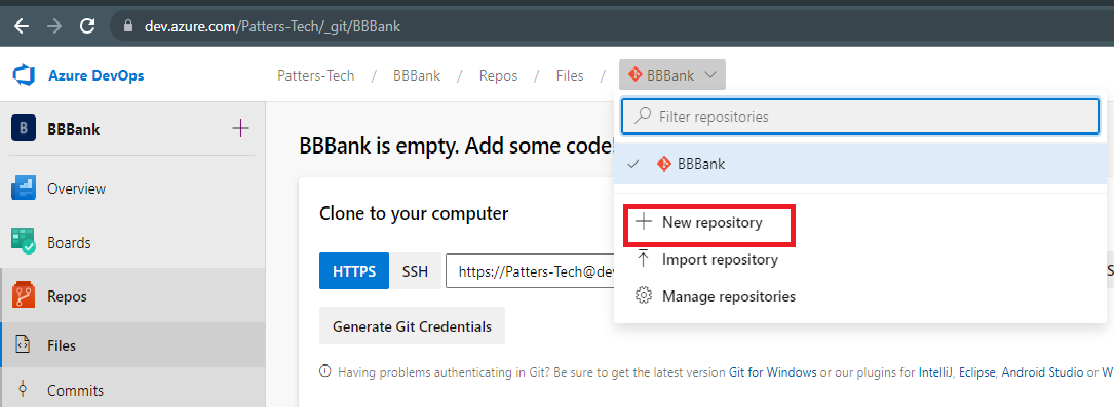 dev.azure.com/Patters-Tech/_git/BBBank
Azure DevOps
Patters-Tech / BBBank / Repos / Files / BBBank
B BBBank
Overview
Boards
Repos
Files
Commits
Filter repositories
BBBank
New repository
Import repository
Manage repositories
BBBank is empty. Add some code!
Clone to your computer
HTTPS SSH https://Patters-Tech@dev
S
Generate Git Credentials
Having problems authenticating in Git? Be sure to get the latest version Git for Windows or our plugins for IntelliJ, Eclipse, Android Studio or W